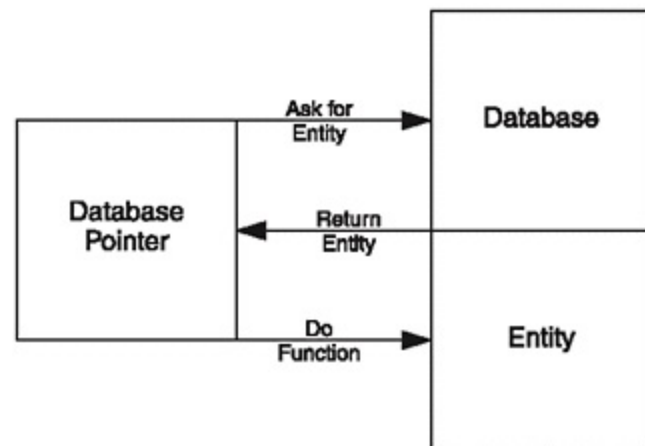 Ask for
Entity
Database
Database
Pointer
Return
Entity
Do
Function
Entity